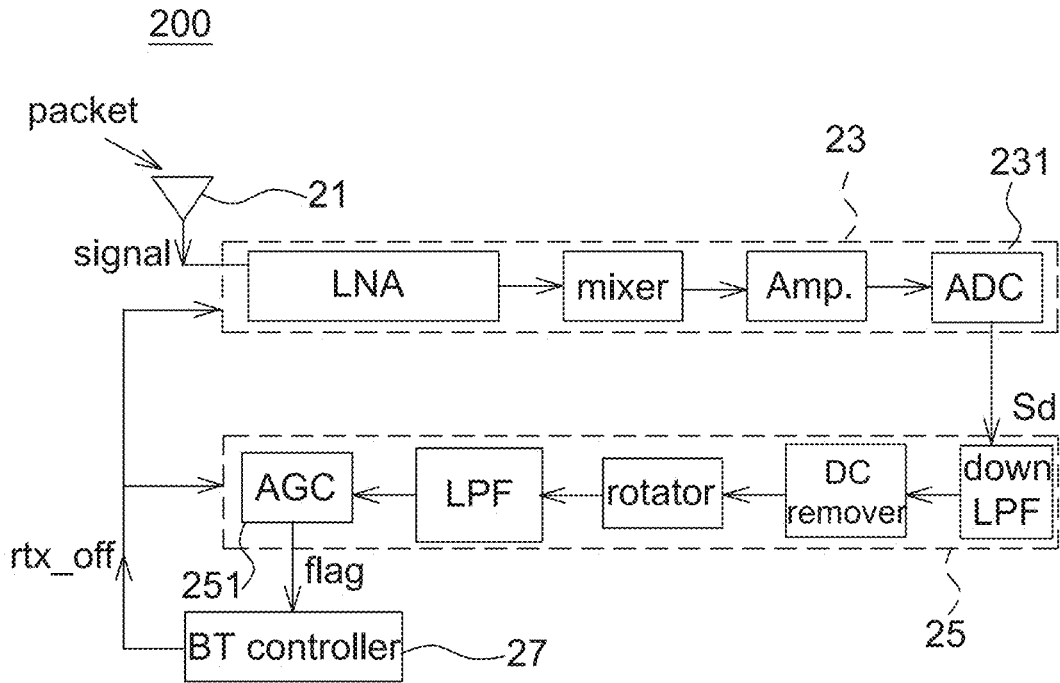 200
packet
21
signal
23
231
LNA
mixer
Amp.
ADC
Sd
AGC
LPF
rotator
DC
remover
down
LPF
rtx_off
251
flag
25
BT controller
27